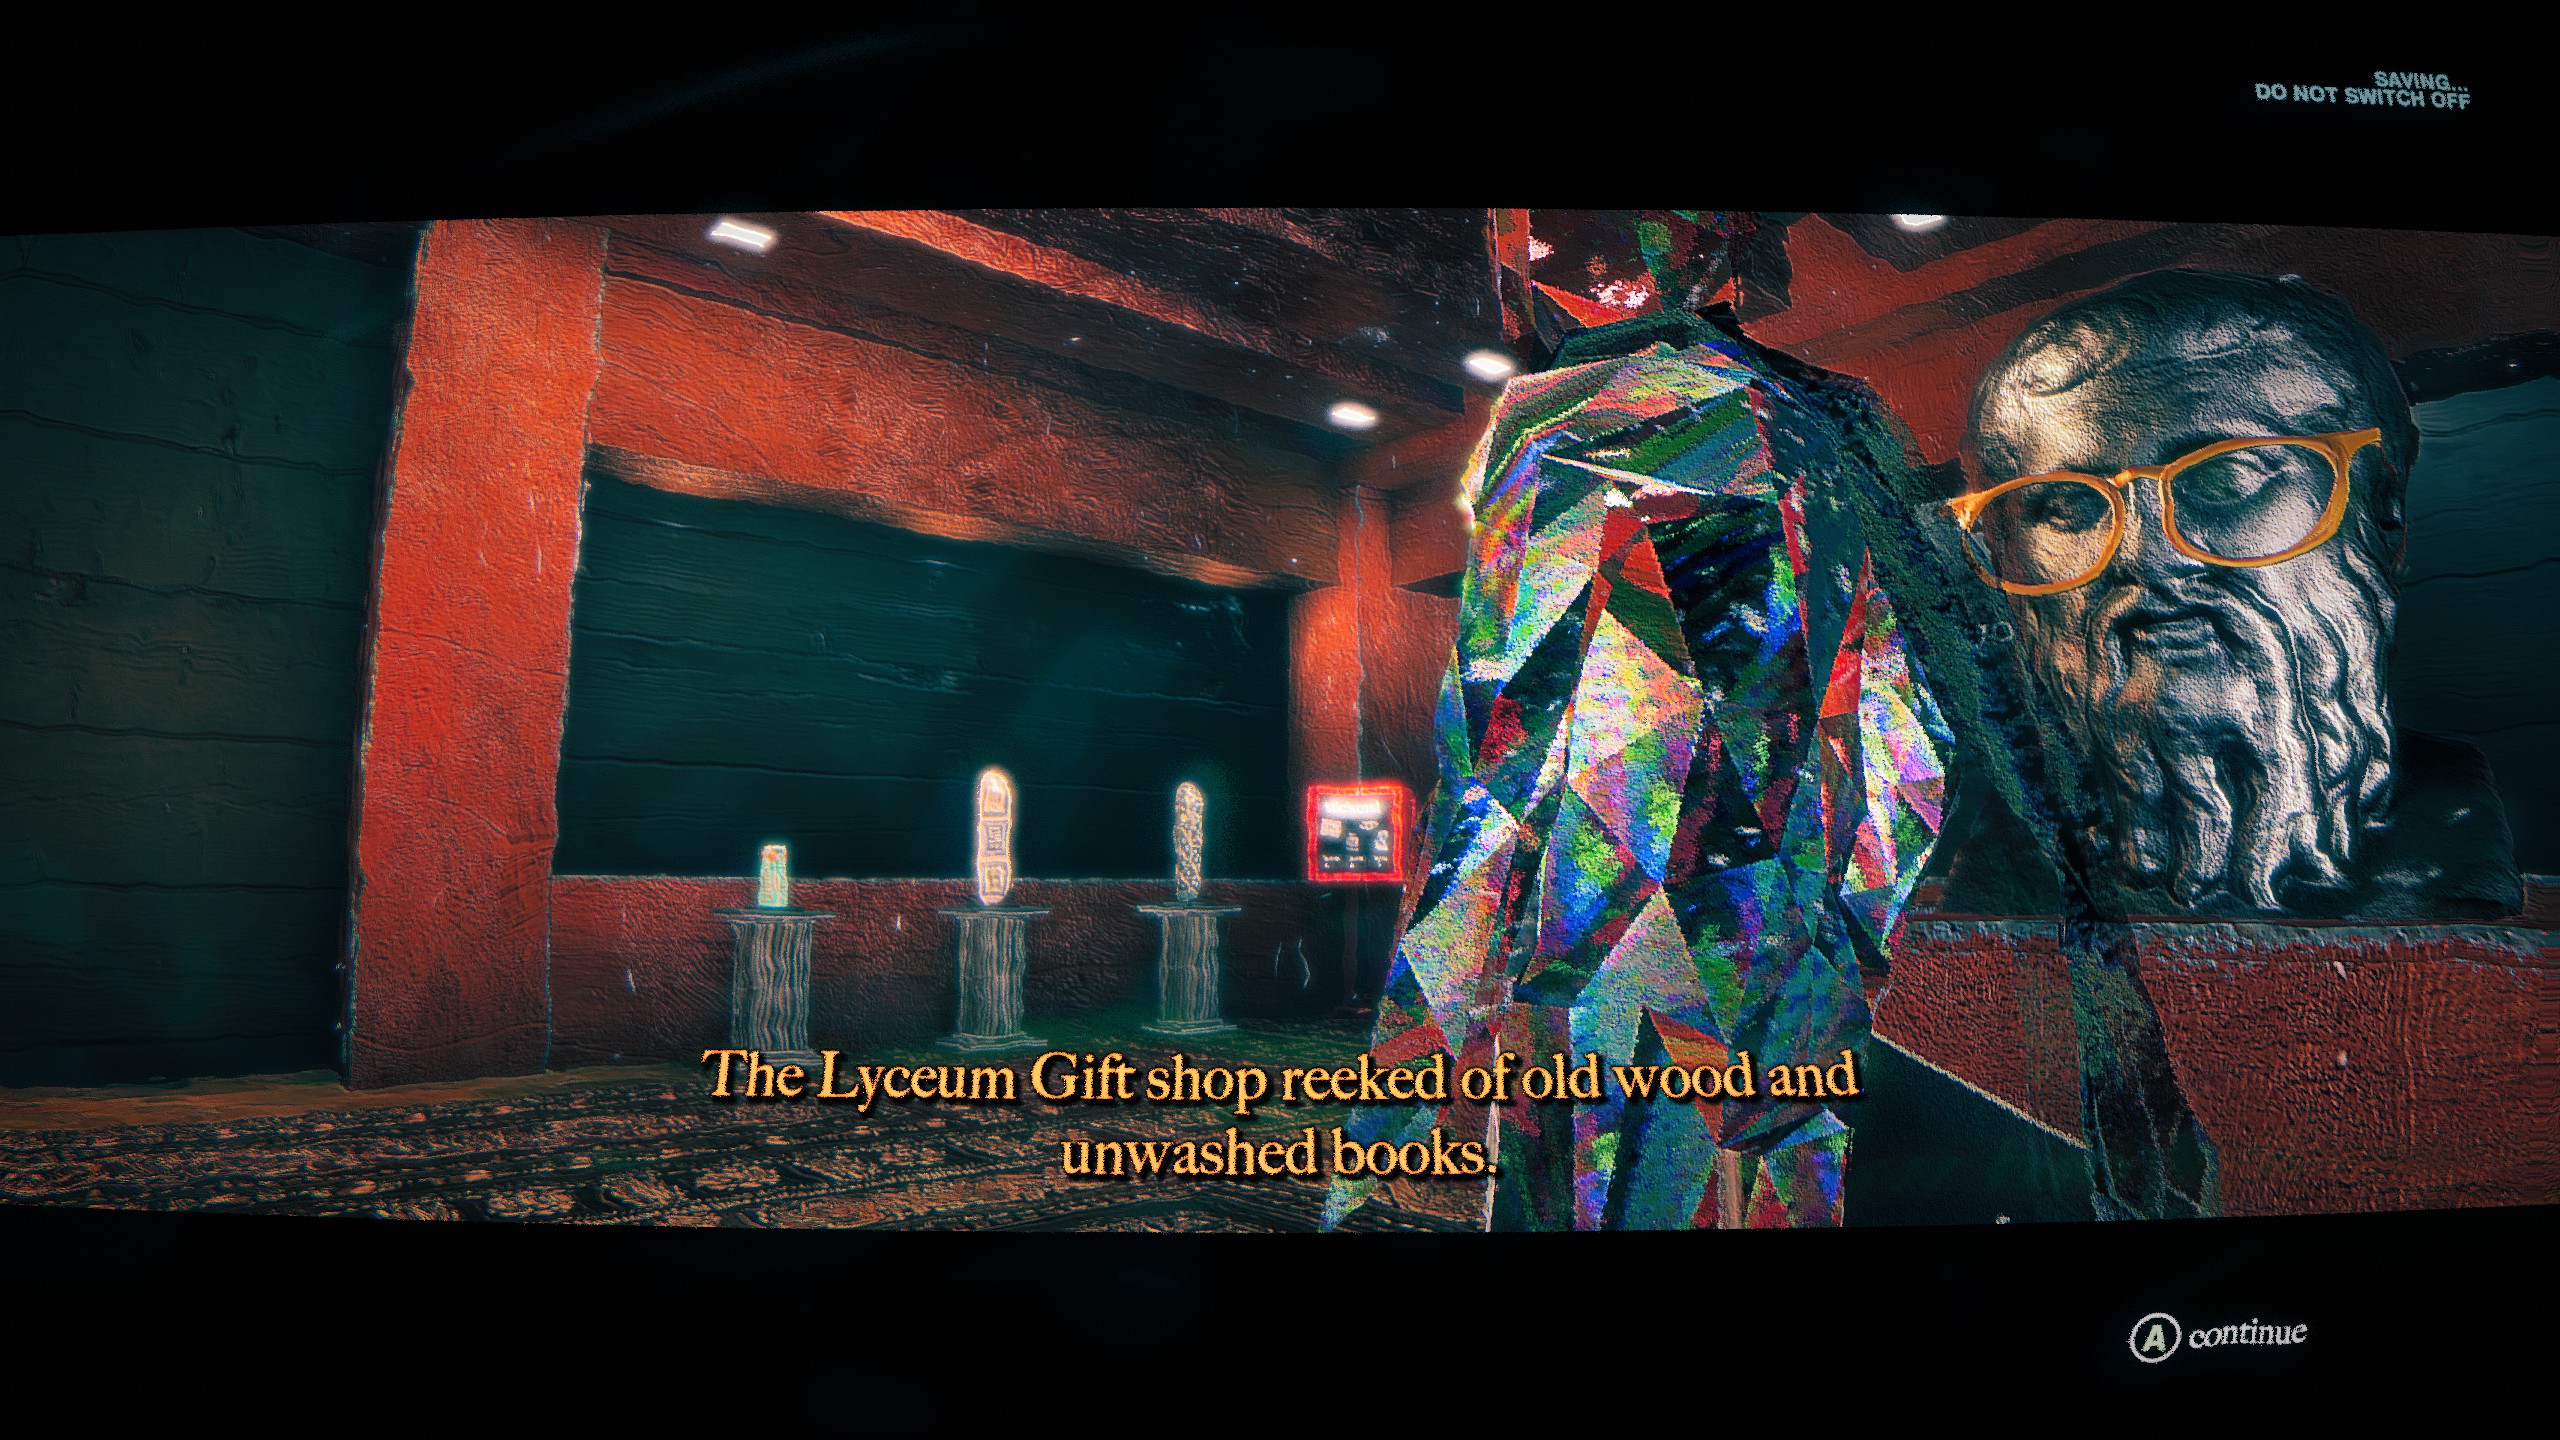 SAVING...
DO NOT SWITCH OFF
The Lyceum Gift shop reeked of old wood and
unwashed books.
A continue